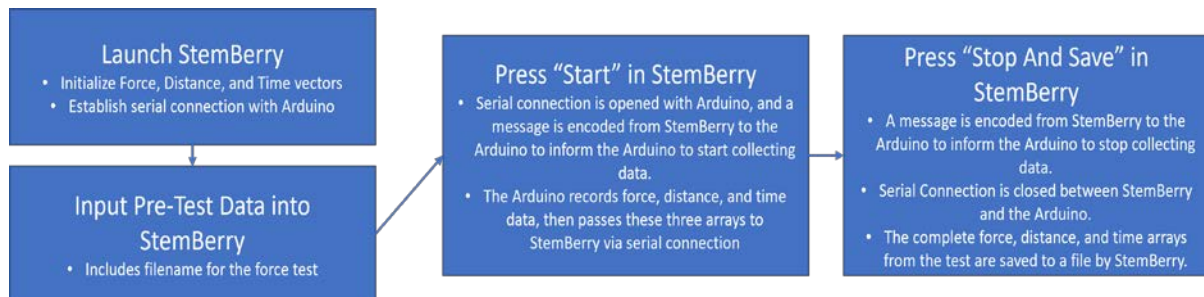 Launch StemBerry
• Initialize Force, Distance, and Time vectors
• Establish serial connection with Arduino
Input Pre-Test Data into
StemBerry
• Includes filename for the force test
Press “Start” in StemBerry
• Serial connection is opened with Arduino, and a
message is encoded from StemBerry to the
Arduino to inform the Arduino to start collecting
data.
• The Arduino records force, distance, and time
data, then passes these three arrays to
StemBerry via serial connection
Press “Stop And Save” in
StemBerry
• A message is encoded from StemBerry to the
Arduino to inform the Arduino to stop collecting
data.
• Serial Connection is closed between StemBerry
and the Arduino.
• The complete force, distance, and time arrays
from the test are saved to a file by StemBerry.